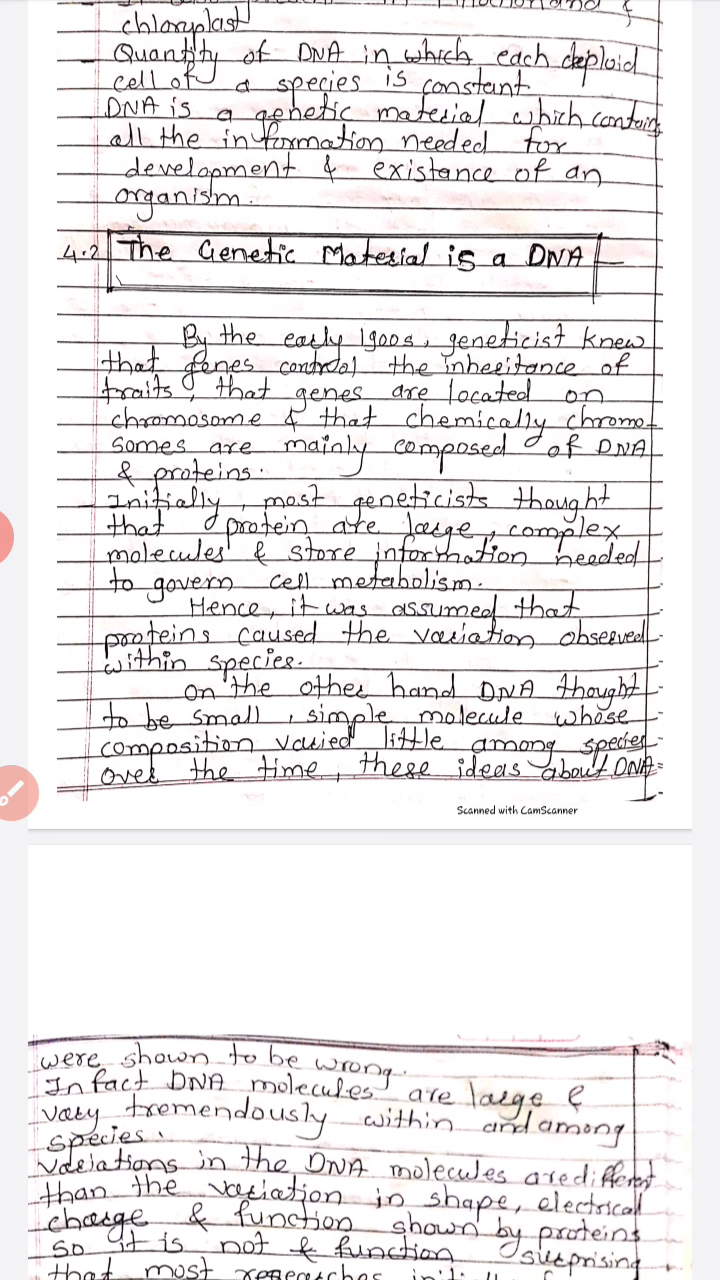 chloroplast
- Quantity of DNA in which each deploid
cell of a species is constant
DNA is a genetic material which contains
all the information needed for
development & existance of an
organism.
4.2 The Genetic Material is a DNA
By the early 1900s, geneticist knew
that genes control the inheritance of
traits, that genes are located on
chromosome & that chemically chromo-
somes are mainly composed of DNA
& proteins.
- Initially, most geneticists thought
that protein are large, complex
molecules & store information needed
to govern cell metabolism.
Hence, it was assumed that
proteins caused the variation observed
within species.
On the other hand DNA thought
to be small, simple molecule whose
composition varied little among species
over the time, these ideas about DNA
Scanned with CamScanner
were shown to be wrong.
In fact DNA molecules are large &
vary tremendously within and among
species.
Variations in the DNA molecules are different
than the variation in shape, electrical
charge & function shown by proteins
so it is not & function surprising
that most